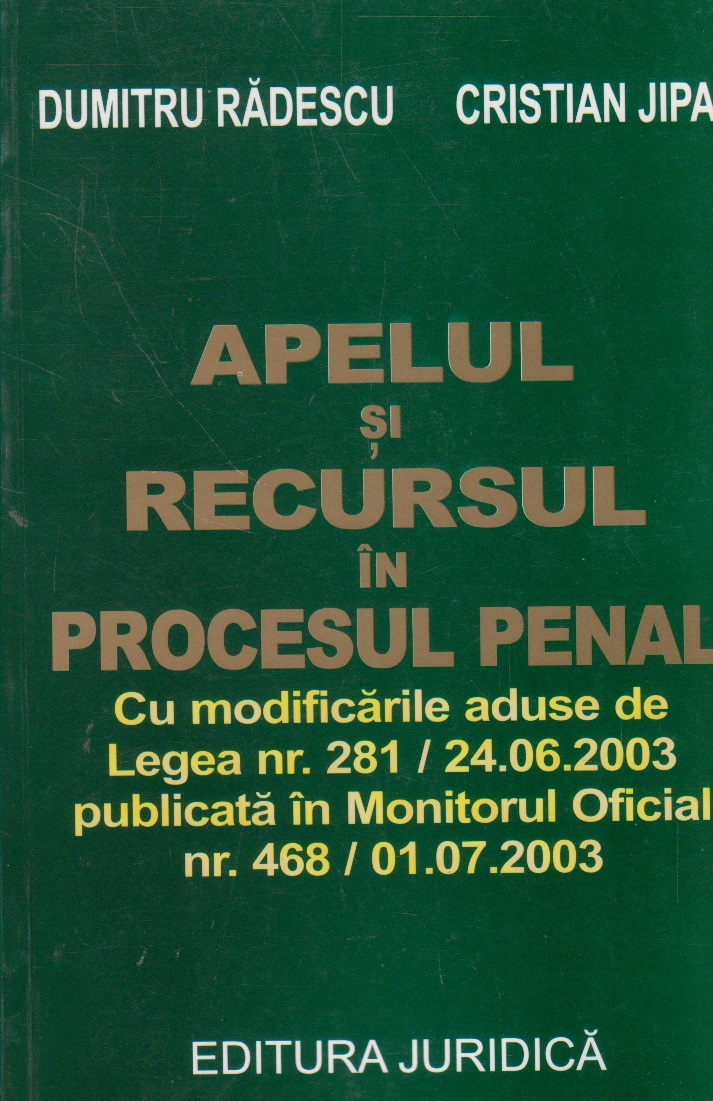 DUMITRU RĂDESCU CRISTIAN JIPA
APELUL
ȘI
RECURSUL
ÎN
PROCESUL PENAL
Cu modificările aduse de
Legea nr. 281 / 24.06.2003
publicată în Monitorul Oficial
nr. 468 / 01.07.2003
EDITURA JURIDICĂ